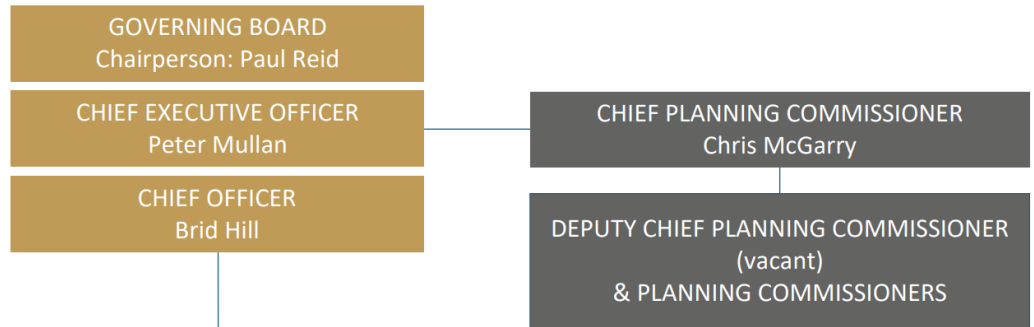 GOVERNING BOARD
Chairperson: Paul Reid
CHIEF EXECUTIVE OFFICER
Peter Mullan
CHIEF OFFICER
Brid Hill
CHIEF PLANNING COMMISSIONER
Chris McGarry
DEPUTY CHIEF PLANNING COMMISSIONER
(vacant)
& PLANNING COMMISSIONERS